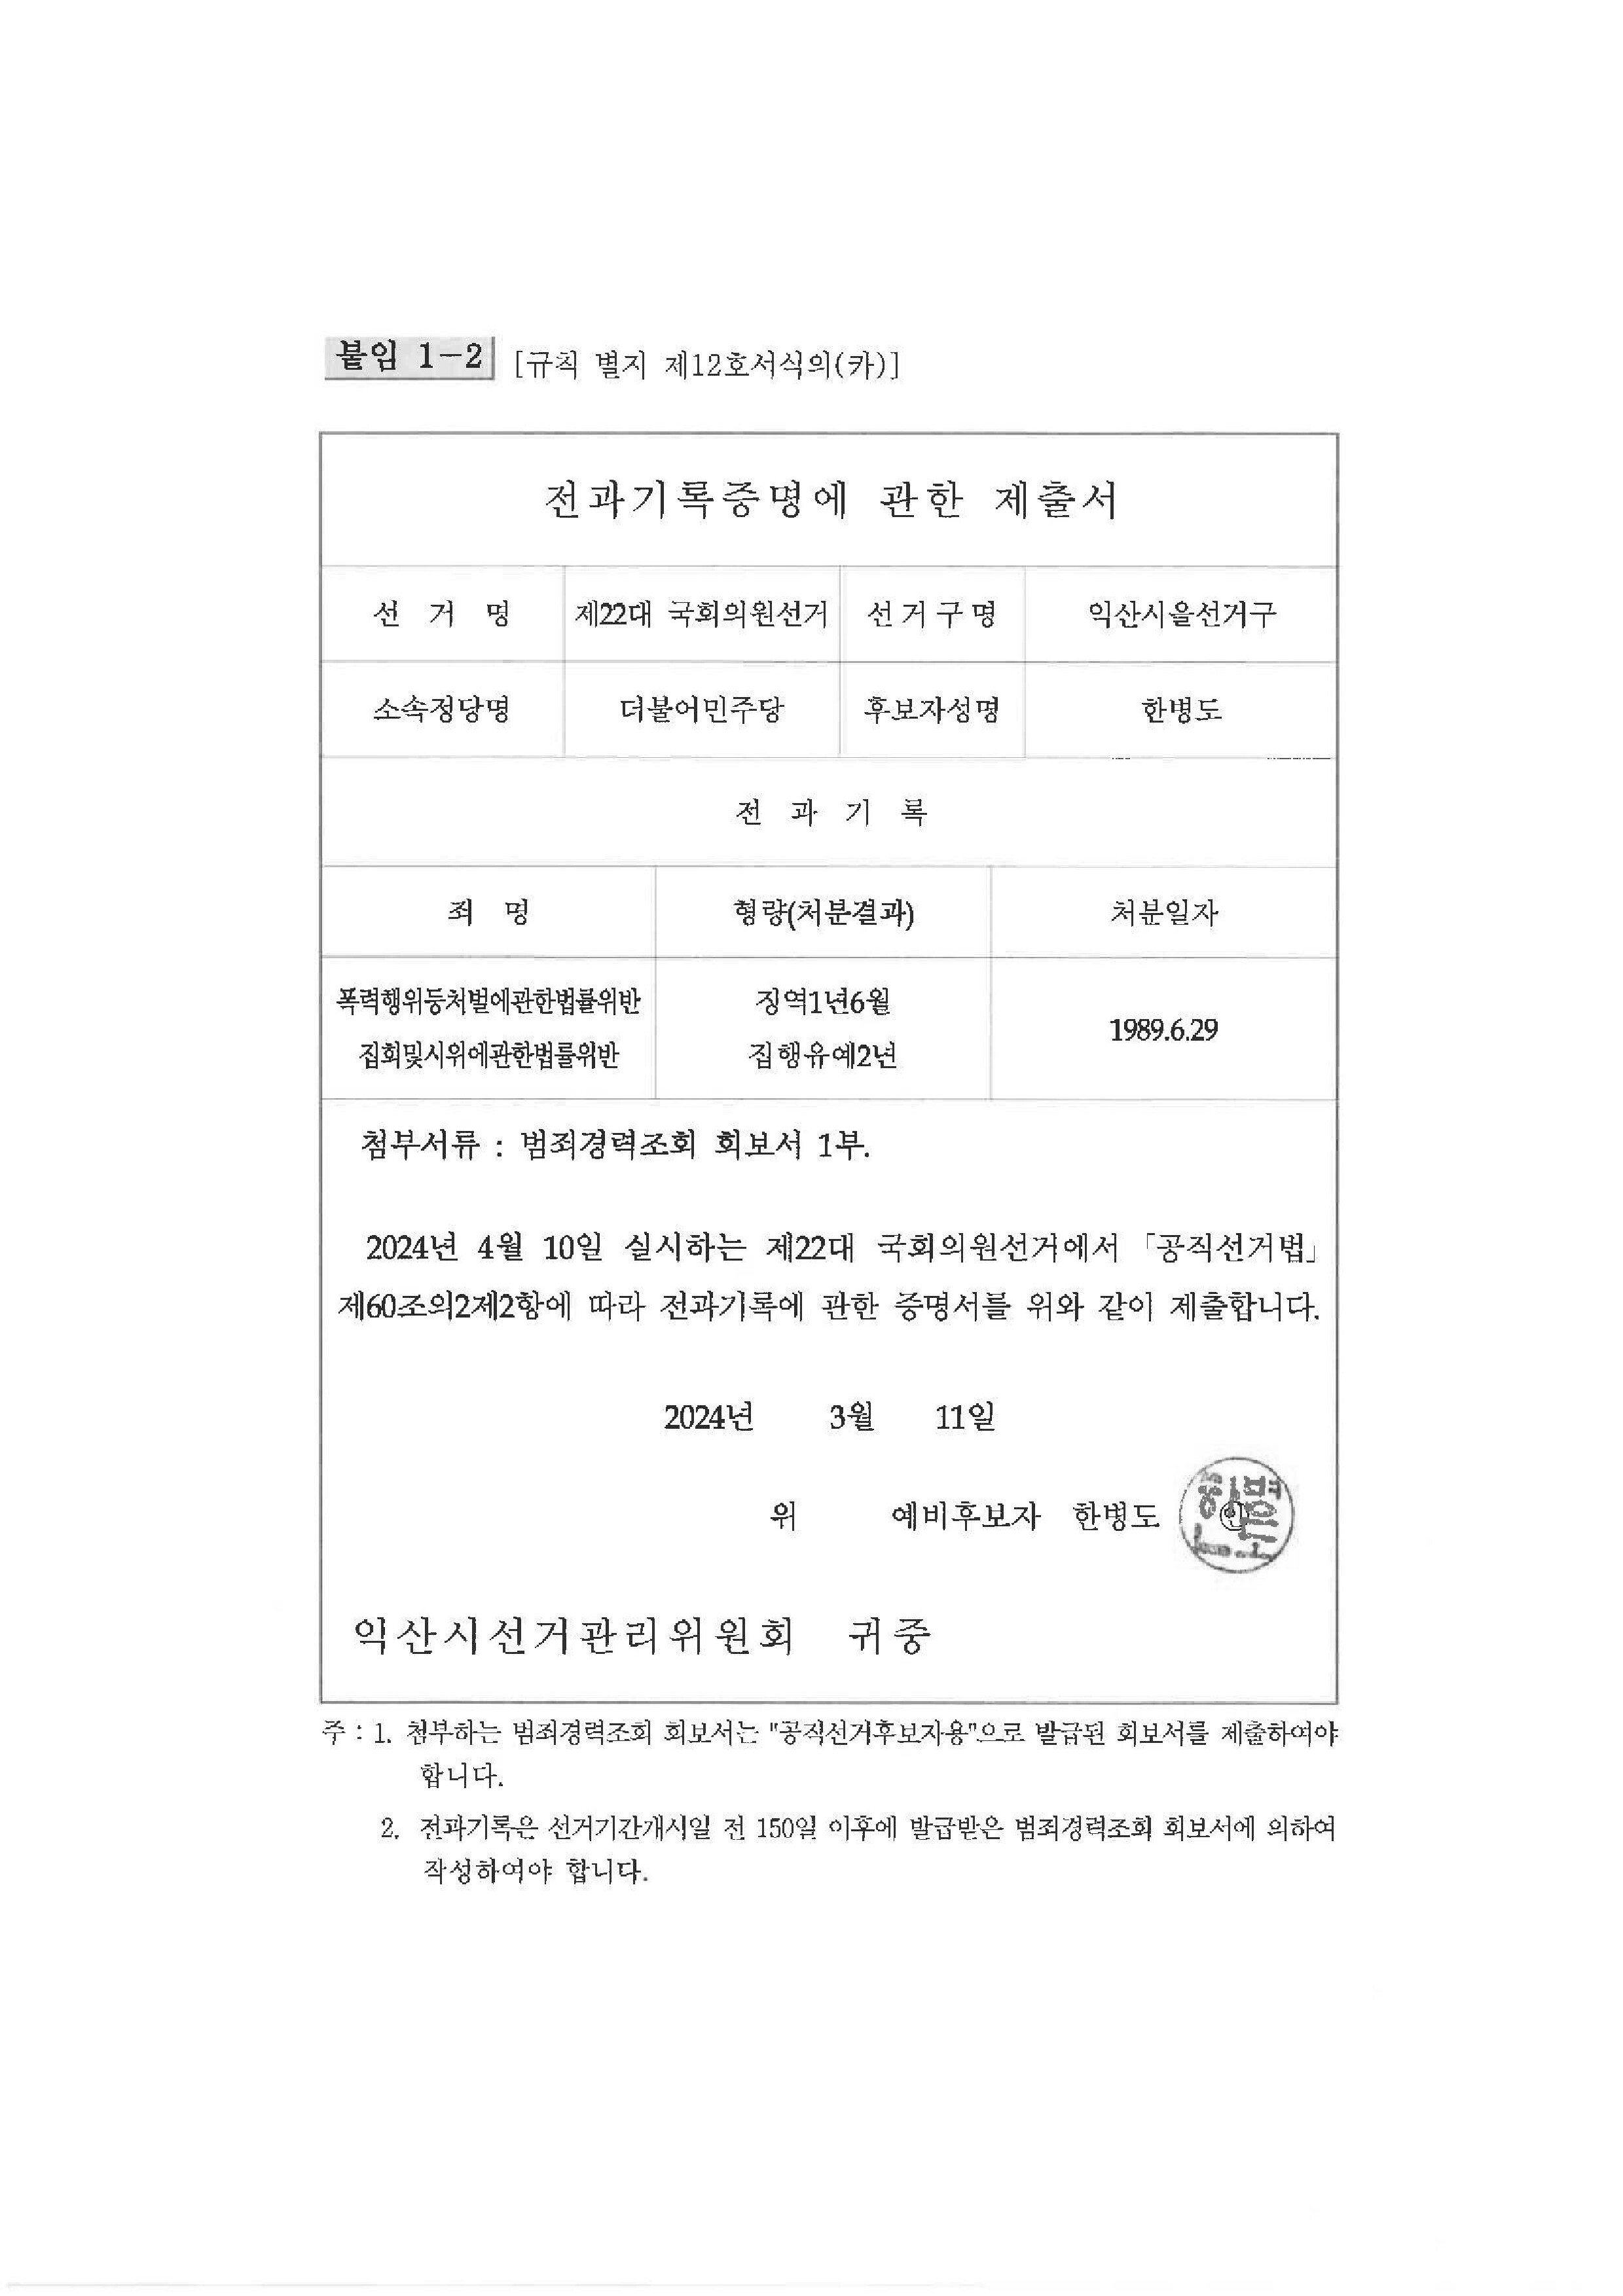 붙임 1-2 [규칙 별지 제12호서식의(카)]
전과기록증명에 관한 제출서
선 거 명 제22대 국회의원선거 선거구명 익산시을선거구
소속정당명 더불어민주당 후보자성명 한병도
전 과 기 록
죄 명 형량(처분결과) 처분일자
폭력행위등처벌에관한법률위반 징역1년6월
집회및시위에관한법률위반 집행유예2년 1989.6.29
첨부서류 : 범죄경력조회 회보서 1부.
2024년 4월 10일 실시하는 제22대 국회의원선거에서 「공직선거법」
제60조의2제2항에 따라 전과기록에 관한 증명서를 위와 같이 제출합니다.
2024년 3월 11일
위 예비후보자 한병도 ㊞
한병도
익산시선거관리위원회 귀중
주 : 1. 첨부하는 범죄경력조회 회보서는 "공직선거후보자용"으로 발급된 회보서를 제출하여야
합니다.
2. 전과기록은 선거기간개시일 전 150일 이후에 발급받은 범죄경력조회 회보서에 의하여
작성하여야 합니다.